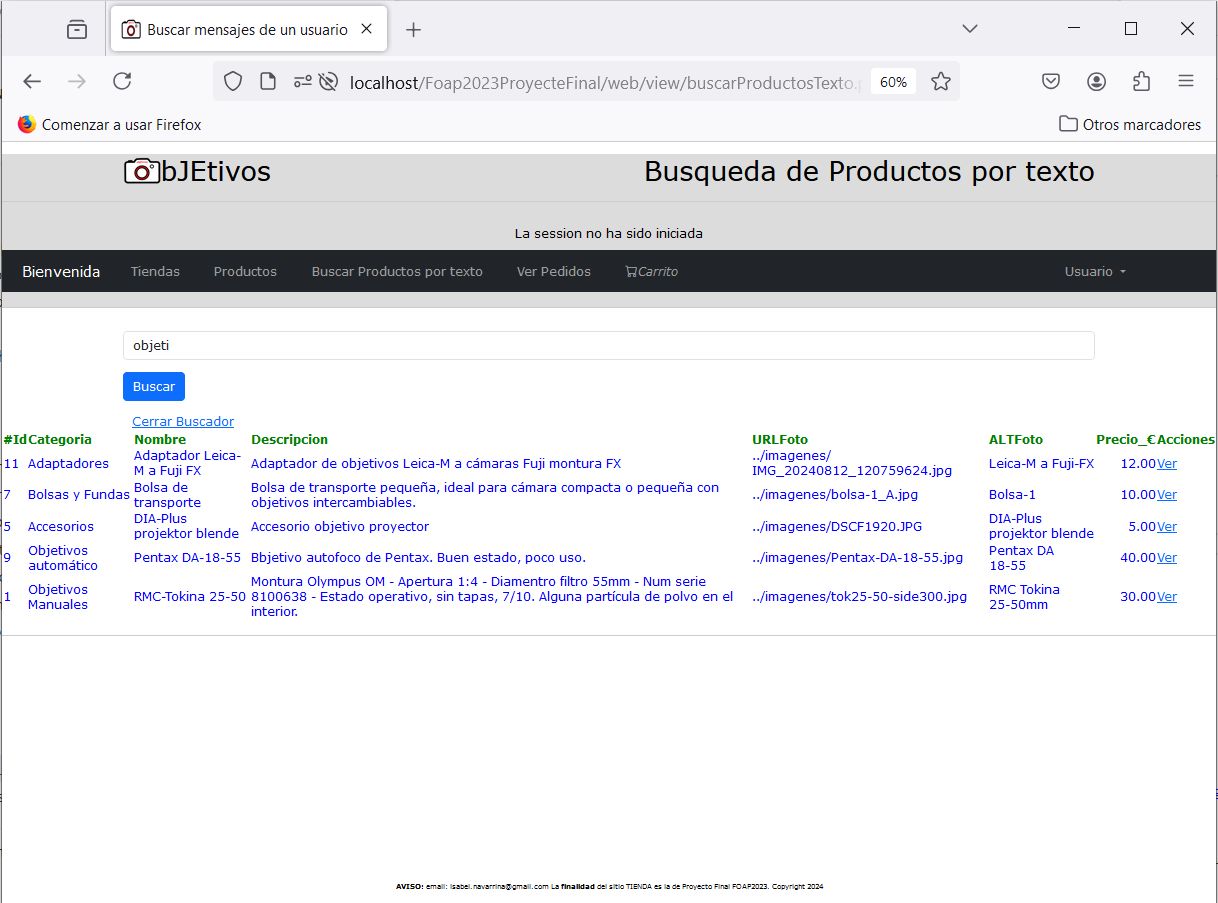 Buscar mensajes de un usuario
localhost/Foap2023ProyecteFinal/web/view/buscarProductosTexto.p
60%
Comenzar a usar Firefox
Otros marcadores
bJEtivos
Busqueda de Productos por texto
La session no ha sido iniciada
Bienvenida Tiendas Productos Buscar Productos por texto Ver Pedidos Carrito Usuario
objeti
Buscar
Cerrar Buscador
#Id Categoria Nombre Descripcion URLFoto ALTFoto Precio_€ Acciones
11 Adaptadores Adaptador Leica-M a Fuji FX Adaptador de objetivos Leica-M a cámaras Fuji montura FX ../imagenes/IMG_20240812_120759624.jpg Leica-M a Fuji-FX 12.00 Ver
7 Bolsas y Fundas Bolsa de transporte Bolsa de transporte pequeña, ideal para cámara compacta o pequeña con objetivos intercambiables. ../imagenes/bolsa-1_A.jpg Bolsa-1 10.00 Ver
5 Accesorios DIA-Plus projektor blende Accesorio objetivo proyector ../imagenes/DSCF1920.JPG DIA-Plus projektor blende 5.00 Ver
9 Objetivos automático Pentax DA-18-55 Bbjetivo autofoco de Pentax. Buen estado, poco uso. ../imagenes/Pentax-DA-18-55.jpg Pentax DA 18-55 40.00 Ver
1 Objetivos Manuales RMC-Tokina 25-50 Montura Olympus OM - Apertura 1:4 - Diamentro filtro 55mm - Num serie 8100638 - Estado operativo, sin tapas, 7/10. Alguna partícula de polvo en el interior. ../imagenes/tok25-50-side300.jpg RMC Tokina 25-50mm 30.00 Ver
AVISO: email: isabel.navarrina@gmail.com La finalidad del sitio TIENDA es la de Proyecto Final FOAP2023. Copyright 2024